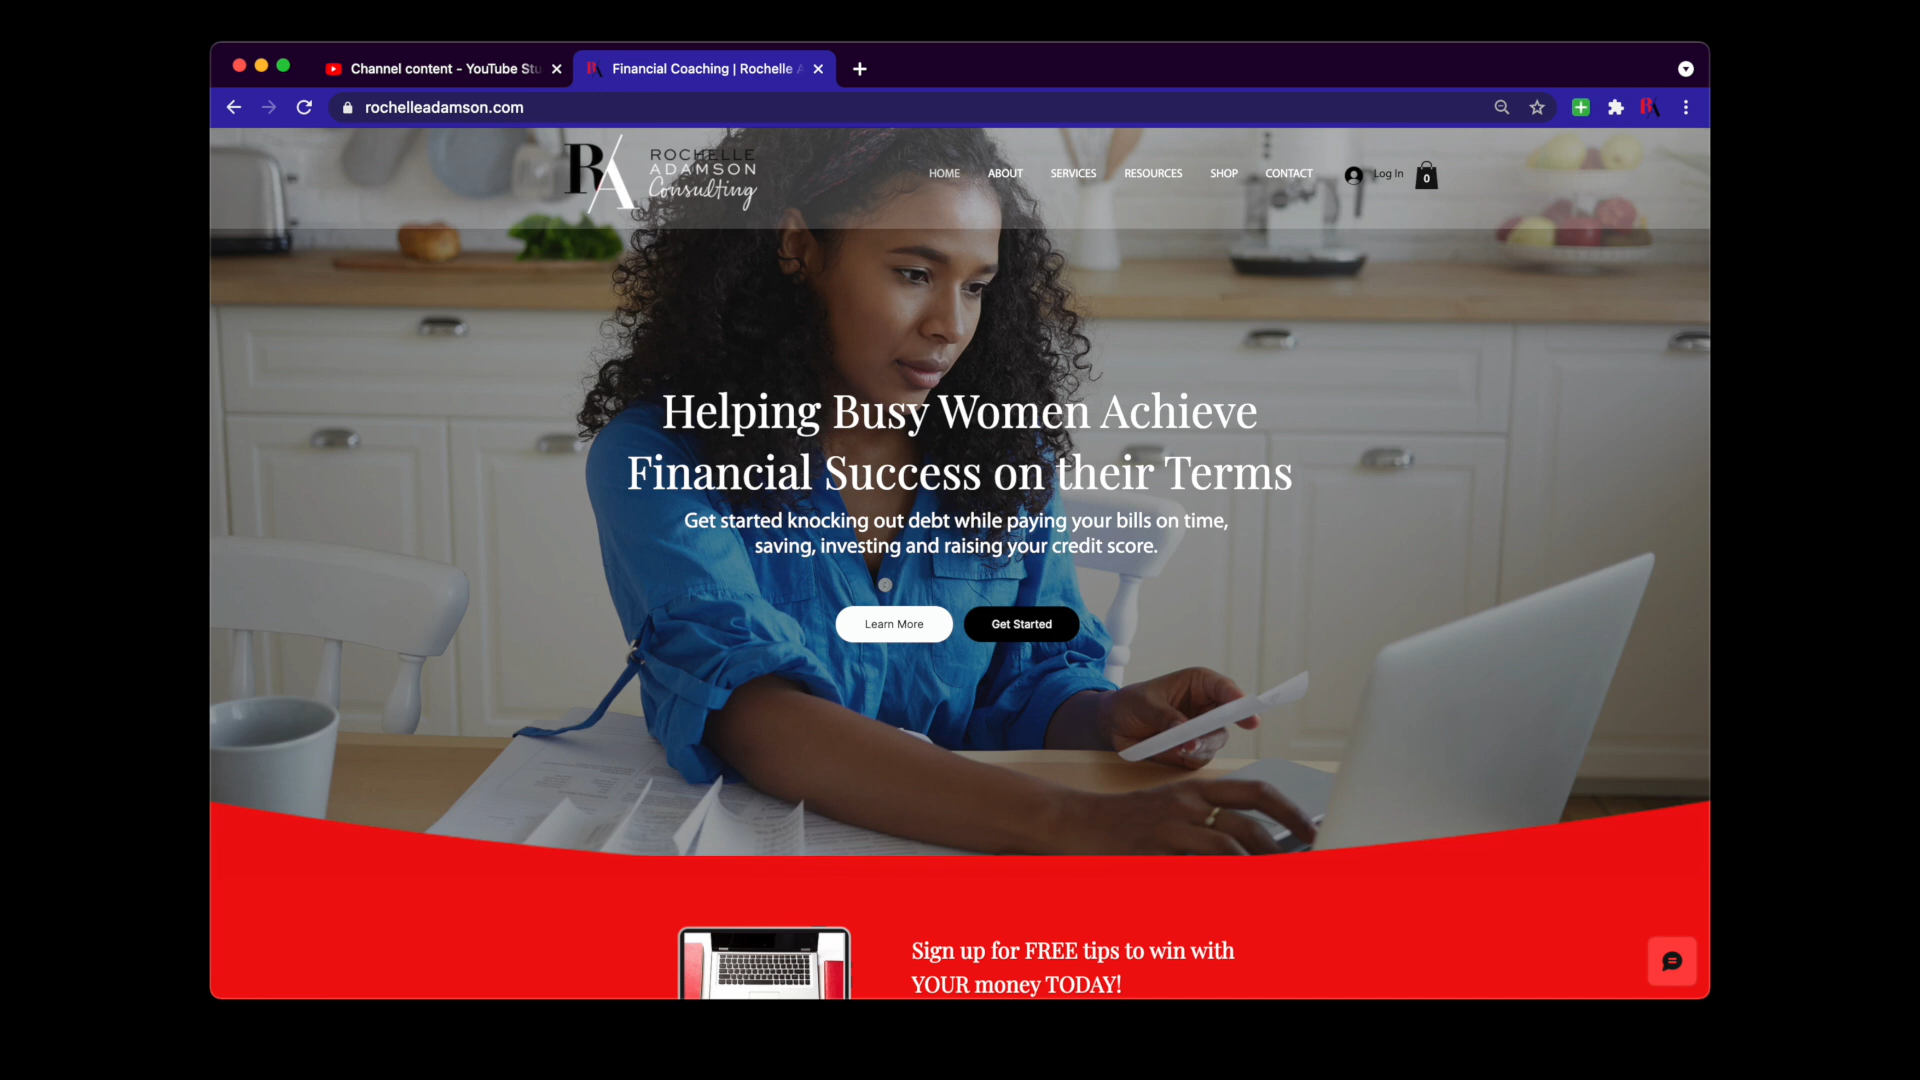 Channel content - YouTube Stu
Financial Coaching | Rochelle A
rochelleadamson.com
RA
ROCHELLE
ADAMSON
Consulting
HOME
ABOUT
SERVICES
RESOURCES
SHOP
CONTACT
Log In
0
Helping Busy Women Achieve
Financial Success on their Terms
Get started knocking out debt while paying your bills on time,
saving, investing and raising your credit score.
Learn More
Get Started
Sign up for FREE tips to win with
YOUR money TODAY!